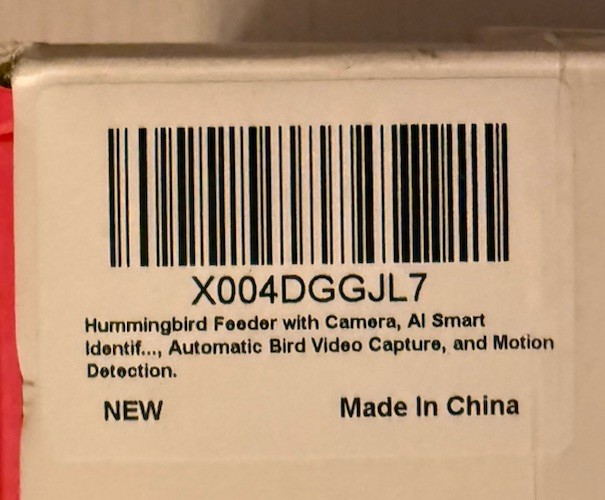 X004DGGJL7
Hummingbird Feeder with Camera, AI Smart
Identif..., Automatic Bird Video Capture, and Motion
Detection.
NEW
Made In China